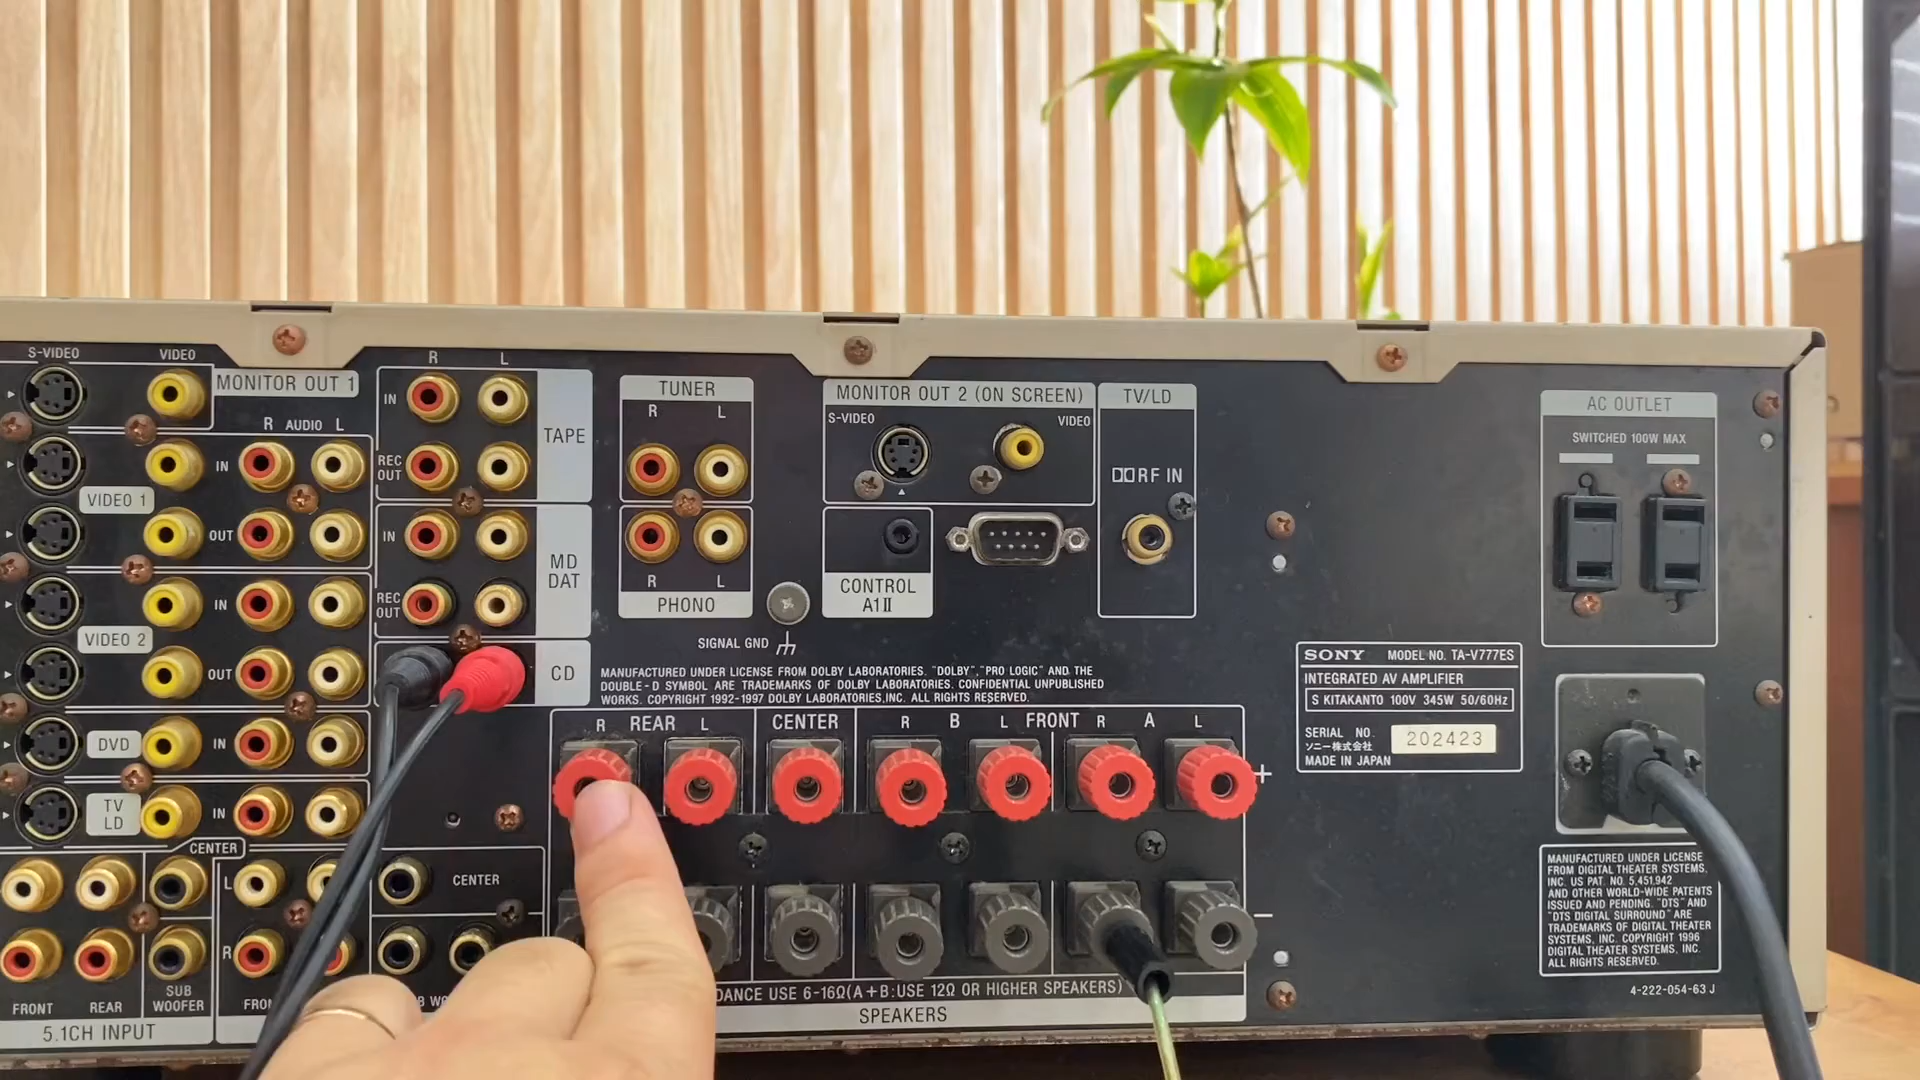 S-VIDEO
VIDEO
MONITOR OUT 1
R AUDIO L
IN
VIDEO 1
OUT
IN
VIDEO 2
OUT
DVD
IN
TV
LD
IN
CENTER
L
R
FRONT
REAR
SUB
WOOFER
5.1CH INPUT
CENTER
R L
IN
REC
OUT
TAPE
IN
REC
OUT
MD
DAT
CD
TUNER
R L
R L
PHONO
SIGNAL GND
MONITOR OUT 2 (ON SCREEN)
S-VIDEO
VIDEO
CONTROL
A1II
TV/LD
RF IN
AC OUTLET
SWITCHED 100W MAX
MANUFACTURED UNDER LICENSE FROM DOLBY LABORATORIES. "DOLBY", "PRO LOGIC" AND THE
DOUBLE-D SYMBOL ARE TRADEMARKS OF DOLBY LABORATORIES. CONFIDENTIAL UNPUBLISHED
WORKS. COPYRIGHT 1992-1997 DOLBY LABORATORIES,INC. ALL RIGHTS RESERVED.
R REAR L
CENTER
R B L FRONT R A L
+
−
DANCE USE 6-16Ω(A+B:USE 12Ω OR HIGHER SPEAKERS)
SPEAKERS
SONY MODEL NO. TA-V777ES
INTEGRATED AV AMPLIFIER
S KITAKANTO 100V 345W 50/60Hz
SERIAL NO. 202423
ソニー株式会社
MADE IN JAPAN
MANUFACTURED UNDER LICENSE
FROM DIGITAL THEATER SYSTEMS,
INC. US PAT. NO. 5,451,942
AND OTHER WORLD-WIDE PATENTS
ISSUED AND PENDING. "DTS" AND
"DTS DIGITAL SURROUND" ARE
TRADEMARKS OF DIGITAL THEATER
SYSTEMS, INC. COPYRIGHT 1996
DIGITAL THEATER SYSTEMS, INC.
ALL RIGHTS RESERVED.
4-222-054-63 J